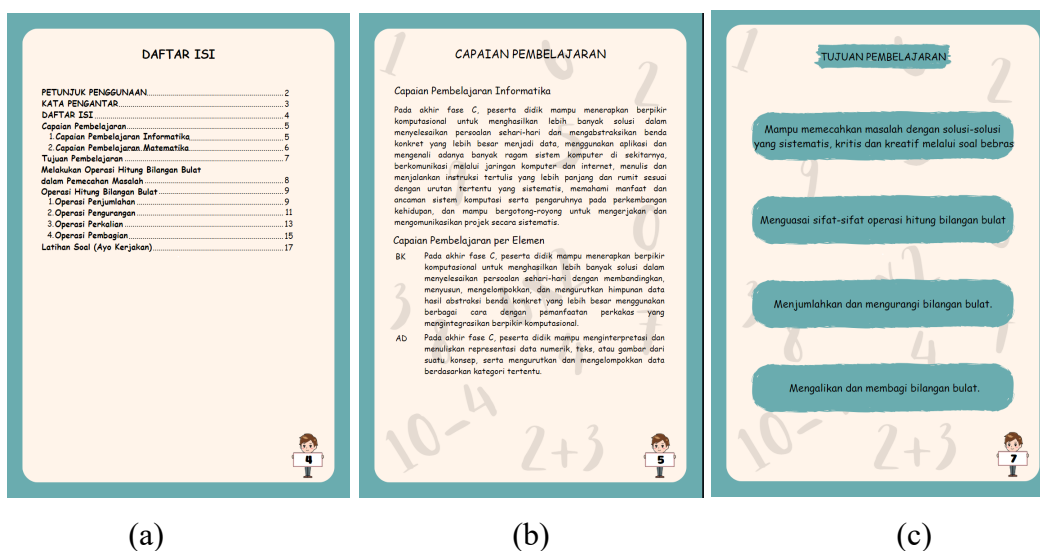 DAFTAR ISI
PETUNJUK PENGGUNAAN 2
KATA PENGANTAR 3
DAFTAR ISI 4
Capaian Pembelajaran 5
1. Capaian Pembelajaran Informatika 5
2. Capaian Pembelajaran Matematika 6
Tujuan Pembelajaran 7
Melakukan Operasi Hitung Bilangan Bulat
dalam Pemecahan Masalah 8
Operasi Hitung Bilangan Bulat 9
1. Operasi Penjumlahan 9
2. Operasi Pengurangan 11
3. Operasi Perkalian 13
4. Operasi Pembagian 15
Latihan Soal (Ayo Kerjakan) 17
4
(a)
CAPAIAN PEMBELAJARAN
Capaian Pembelajaran Informatika
Pada akhir fase C, peserta didik mampu menerapkan berpikir
komputasional untuk menghasilkan lebih banyak solusi dalam
menyelesaikan persoalan sehari-hari dan mengabstraksikan benda
konkret yang lebih besar menjadi data, menggunakan aplikasi dan
mengenali adanya banyak ragam sistem komputer di sekitarnya,
berkomunikasi melalui jaringan komputer dan internet, menulis dan
menjalankan instruksi tertulis yang lebih panjang dan rumit sesuai
dengan urutan tertentu yang sistematis, memahami manfaat dan
ancaman sistem komputasi serta pengaruhnya pada perkembangan
kehidupan, dan mampu bergotong-royong untuk mengerjakan dan
mengomunikasikan projek secara sistematis.
Capaian Pembelajaran per Elemen
BK Pada akhir fase C, peserta didik mampu menerapkan berpikir
komputasional untuk menghasilkan lebih banyak solusi dalam
menyelesaikan persoalan sehari-hari dengan membandingkan,
menyusun, mengelompokkan, dan mengurutkan himpunan data
hasil abstraksi benda konkret yang lebih besar menggunakan
berbagai cara dengan pemanfaatan perkakas yang
mengintegrasikan berpikir komputasional.
AD Pada akhir fase C, peserta didik mampu menginterpretasi dan
menuliskan representasi data numerik, teks, atau gambar dari
suatu konsep, serta mengurutkan dan mengelompokkan data
berdasarkan kategori tertentu.
10-4
2+3
5
(b)
TUJUAN PEMBELAJARAN
Mampu memecahkan masalah dengan solusi-solusi
yang sistematis, kritis dan kreatif melalui soal bebras
Menguasai sifat-sifat operasi hitung bilangan bulat
Menjumlahkan dan mengurangi bilangan bulat.
Mengalikan dan membagi bilangan bulat.
2+3
7
(c)